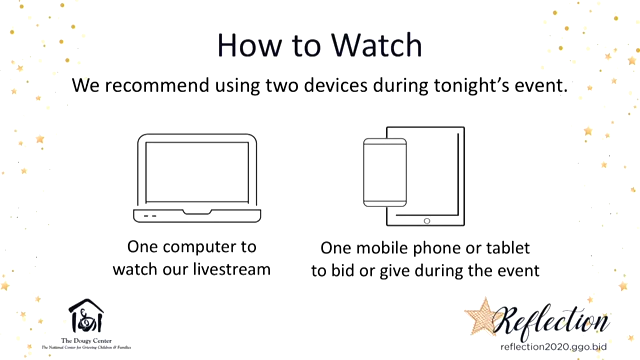 How to Watch
We recommend using two devices during tonight's event.
One computer to
watch our livestream
One mobile phone or tablet
to bid or give during the event
The Dougy Center
The National Center for Grieving Children & Families
Reflection
reflection2020.ggo.bid